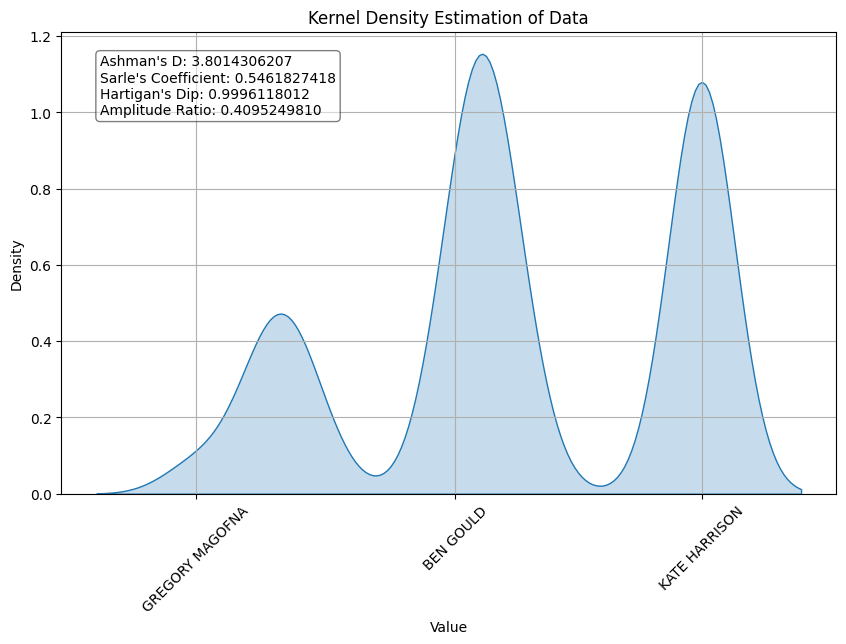 Kernel Density Estimation of Data
Ashman's D: 3.8014306207
Sarle's Coefficient: 0.5461827418
Hartigan's Dip: 0.9996118012
Amplitude Ratio: 0.4095249810
Density
1.2
1.0
0.8
0.6
0.4
0.2
0.0
GREGORY MAGOFNA
BEN GOULD
KATE HARRISON
Value